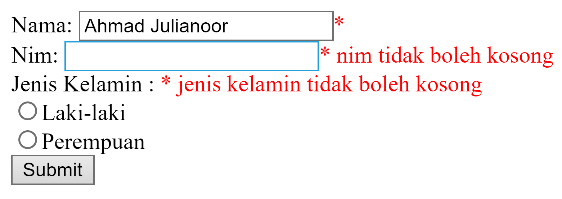 Nama: Ahmad Julianoor*
Nim: * nim tidak boleh kosong
Jenis Kelamin : * jenis kelamin tidak boleh kosong
Laki-laki
Perempuan
Submit